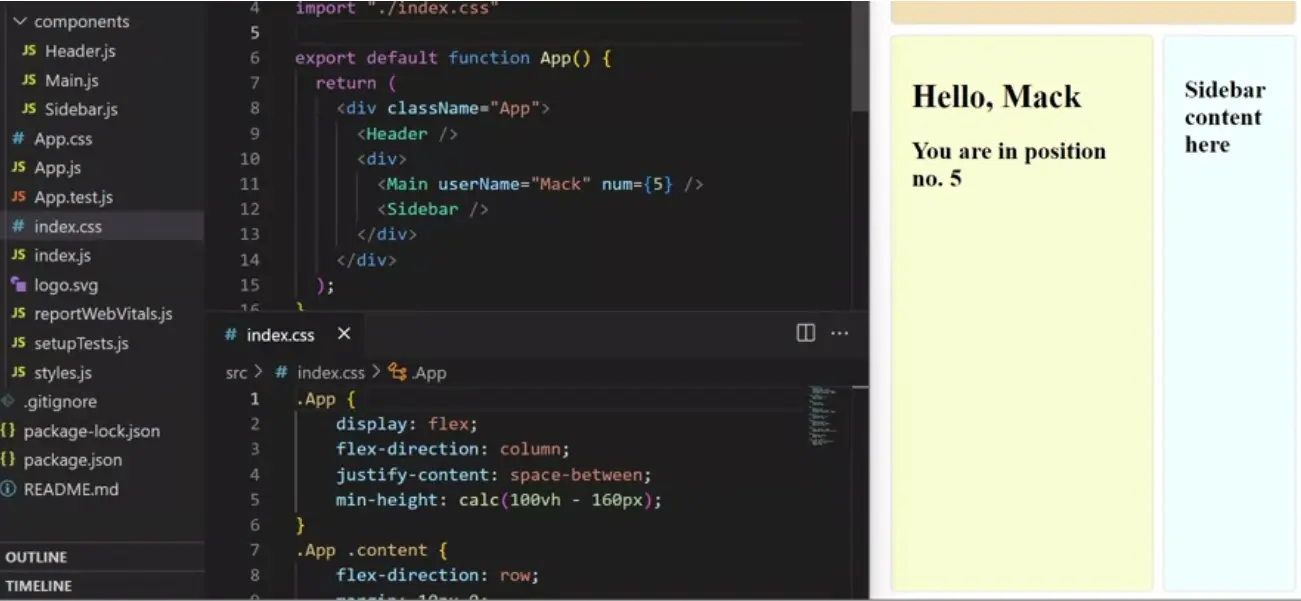 components
JS Header.js
JS Main.js
JS Sidebar.js
# App.css
JS App.js
JS App.test.js
# index.css
JS index.js
logo.svg
JS reportWebVitals.js
JS setupTests.js
JS styles.js
.gitignore
{} package-lock.json
{} package.json
README.md
OUTLINE
TIMELINE
4 import "./index.css"
5
6 export default function App() {
7 return (
8 <div className="App">
9 <Header />
10 <div>
11 <Main userName="Mack" num={5} />
12 <Sidebar />
13 </div>
14 </div>
15 );
16 }
# index.css
src > # index.css > .App
1 .App {
2 display: flex;
3 flex-direction: column;
4 justify-content: space-between;
5 min-height: calc(100vh - 160px);
6 }
7 .App .content {
8 flex-direction: row;
Hello, Mack
You are in position
no. 5
Sidebar
content
here